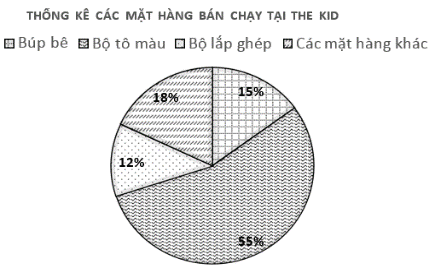 THỐNG KÊ CÁC MẶT HÀNG BÁN CHẠY TẠI THE KID
Búp bê Bộ tô màu Bộ lắp ghép Các mặt hàng khác
18% 15%
12%
55%